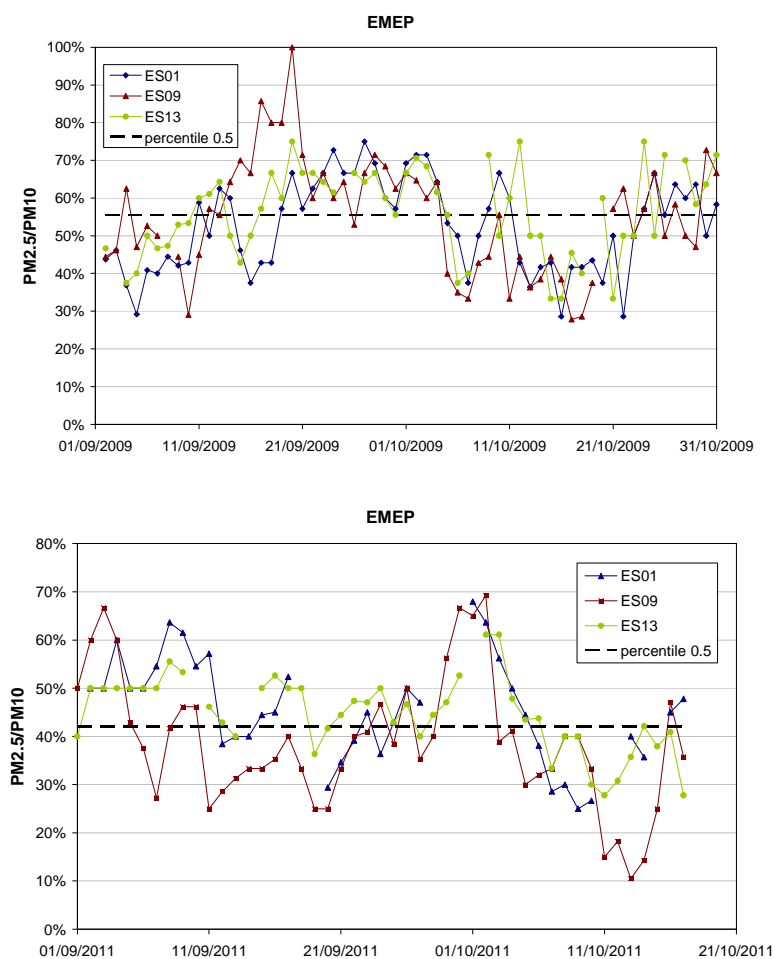 EMEP
100%
90%
80%
70%
60%
50%
40%
30%
20%
10%
0%
PM2.5/PM10
ES01
ES09
ES13
percentile 0.5
01/09/2009 11/09/2009 21/09/2009 01/10/2009 11/10/2009 21/10/2009 31/10/2009
EMEP
80%
70%
60%
50%
40%
30%
20%
10%
0%
PM2.5/PM10
ES01
ES09
ES13
percentile 0.5
01/09/2011 11/09/2011 21/09/2011 01/10/2011 11/10/2011 21/10/2011